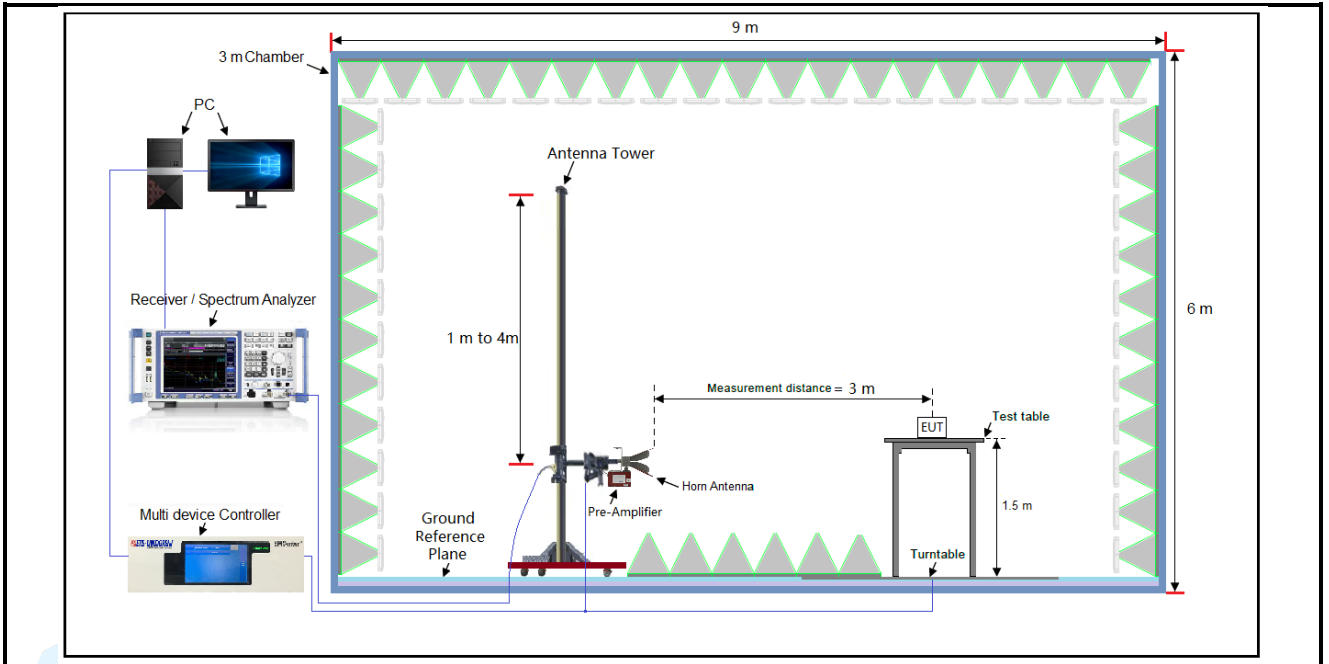 9 m
3 m Chamber
PC
Antenna Tower
Receiver / Spectrum Analyzer
1 m to 4m
6 m
Measurement distance = 3 m
EUT
Test table
Horn Antenna
Pre-Amplifier
1.5 m
Multi device Controller
Ground
Reference
Plane
Turntable